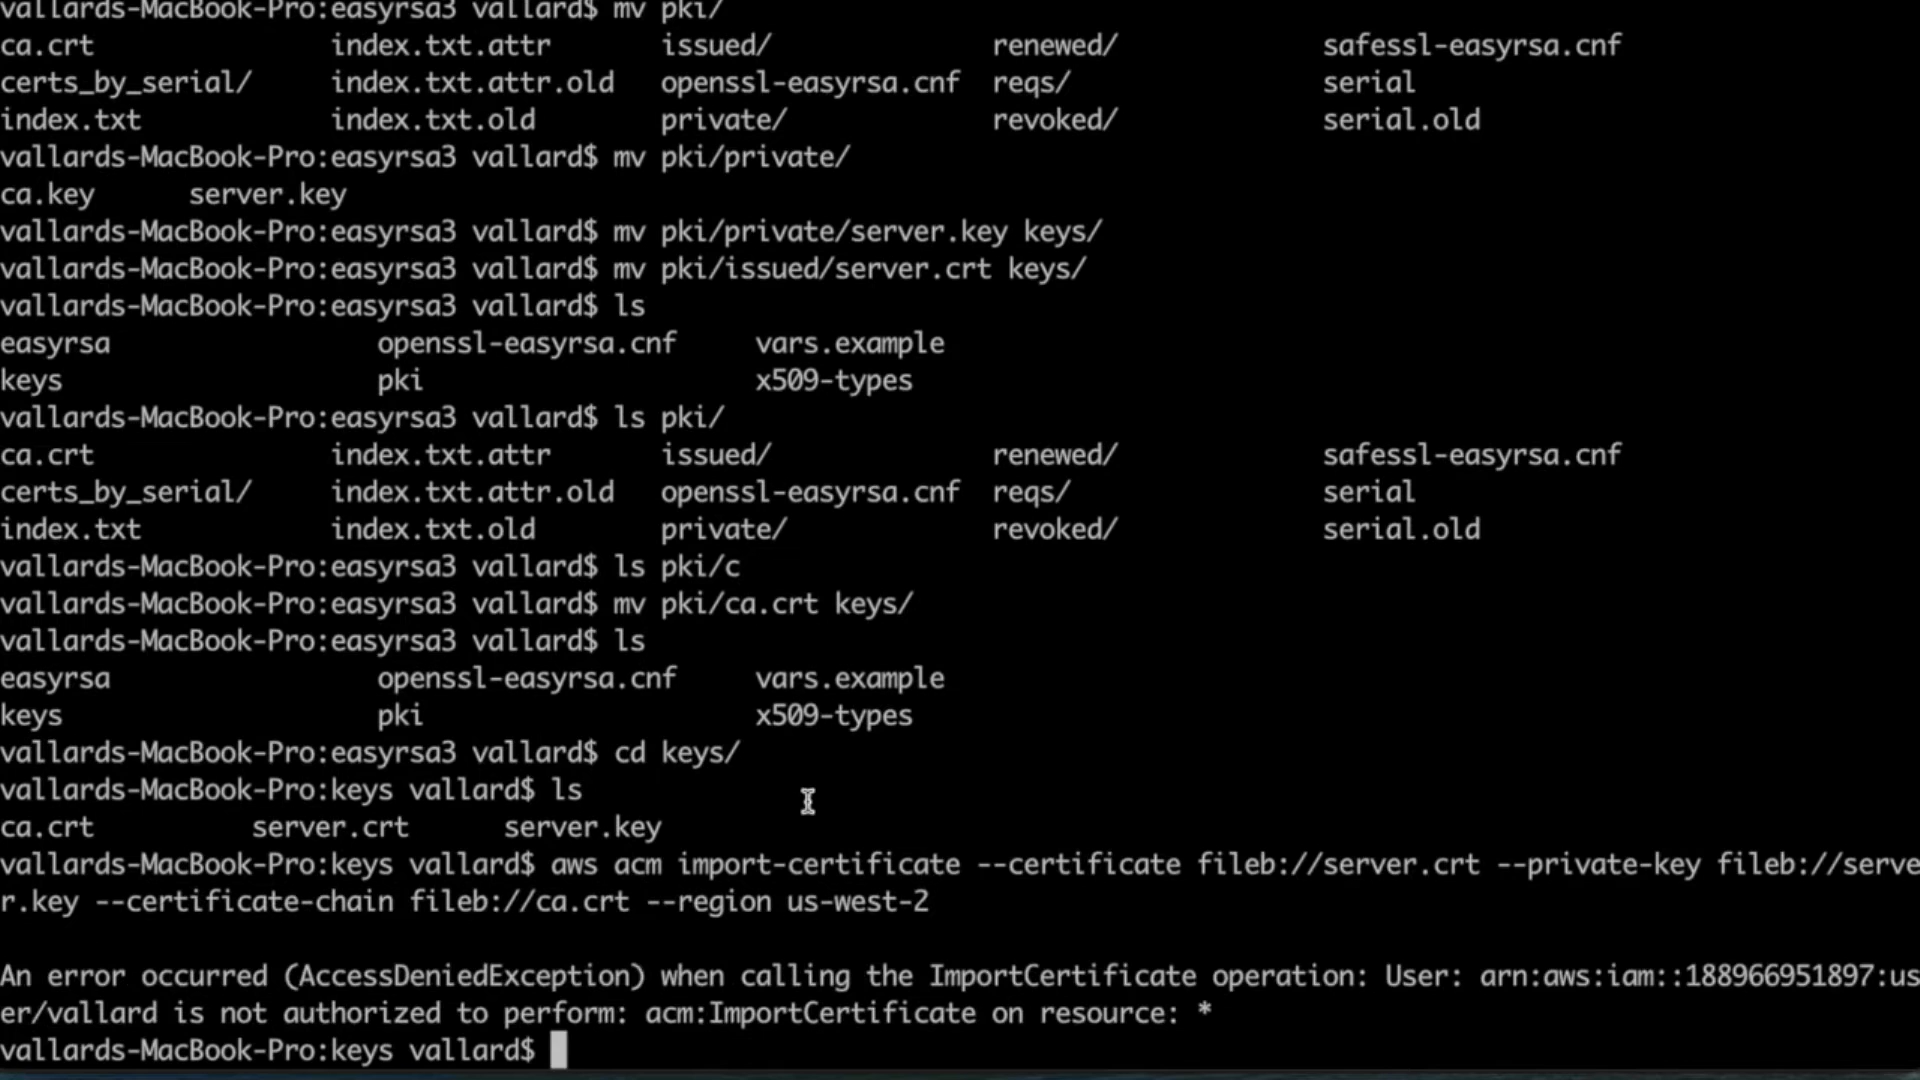 vallards-MacBook-Pro:easyrsa3 vallard$ mv pki/
ca.crt index.txt.attr issued/ renewed/ safessl-easyrsa.cnf
certs_by_serial/ index.txt.attr.old openssl-easyrsa.cnf reqs/ serial
index.txt index.txt.old private/ revoked/ serial.old
vallards-MacBook-Pro:easyrsa3 vallard$ mv pki/private/
ca.key server.key
vallards-MacBook-Pro:easyrsa3 vallard$ mv pki/private/server.key keys/
vallards-MacBook-Pro:easyrsa3 vallard$ mv pki/issued/server.crt keys/
vallards-MacBook-Pro:easyrsa3 vallard$ ls
easyrsa openssl-easyrsa.cnf vars.example
keys pki x509-types
vallards-MacBook-Pro:easyrsa3 vallard$ ls pki/
ca.crt index.txt.attr issued/ renewed/ safessl-easyrsa.cnf
certs_by_serial/ index.txt.attr.old openssl-easyrsa.cnf reqs/ serial
index.txt index.txt.old private/ revoked/ serial.old
vallards-MacBook-Pro:easyrsa3 vallard$ ls pki/c
vallards-MacBook-Pro:easyrsa3 vallard$ mv pki/ca.crt keys/
vallards-MacBook-Pro:easyrsa3 vallard$ ls
easyrsa openssl-easyrsa.cnf vars.example
keys pki x509-types
vallards-MacBook-Pro:easyrsa3 vallard$ cd keys/
vallards-MacBook-Pro:keys vallard$ ls
ca.crt server.crt server.key
vallards-MacBook-Pro:keys vallard$ aws acm import-certificate --certificate fileb://server.crt --private-key fileb://serve
r.key --certificate-chain fileb://ca.crt --region us-west-2
An error occurred (AccessDeniedException) when calling the ImportCertificate operation: User: arn:aws:iam::188966951897:us
er/vallard is not authorized to perform: acm:ImportCertificate on resource: *
vallards-MacBook-Pro:keys vallard$